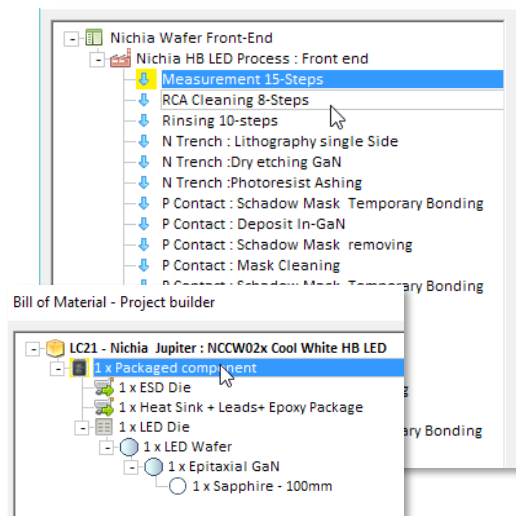 Nichia Wafer Front-End
Nichia HB LED Process : Front end
Measurement 15-Steps
RCA Cleaning 8-Steps
Rinsing 10-steps
N Trench : Lithography single Side
N Trench :Dry etching GaN
N Trench :Photoresist Ashing
P Contact : Schadow Mask  Temporary Bonding
P Contact : Deposit In-GaN
P Contact : Schadow Mask  removing
P Contact : Mask Cleaning
P Contact : Schadow Mask  Temporary Bonding
ary Bonding
Bill of Material - Project builder
LC21 - Nichia  Jupiter : NCCW02x Cool White HB LED
1 x Packaged component
1 x ESD Die
1 x Heat Sink + Leads+ Epoxy Package
1 x LED Die
1 x LED Wafer
1 x Epitaxial GaN
1 x Sapphire - 100mm